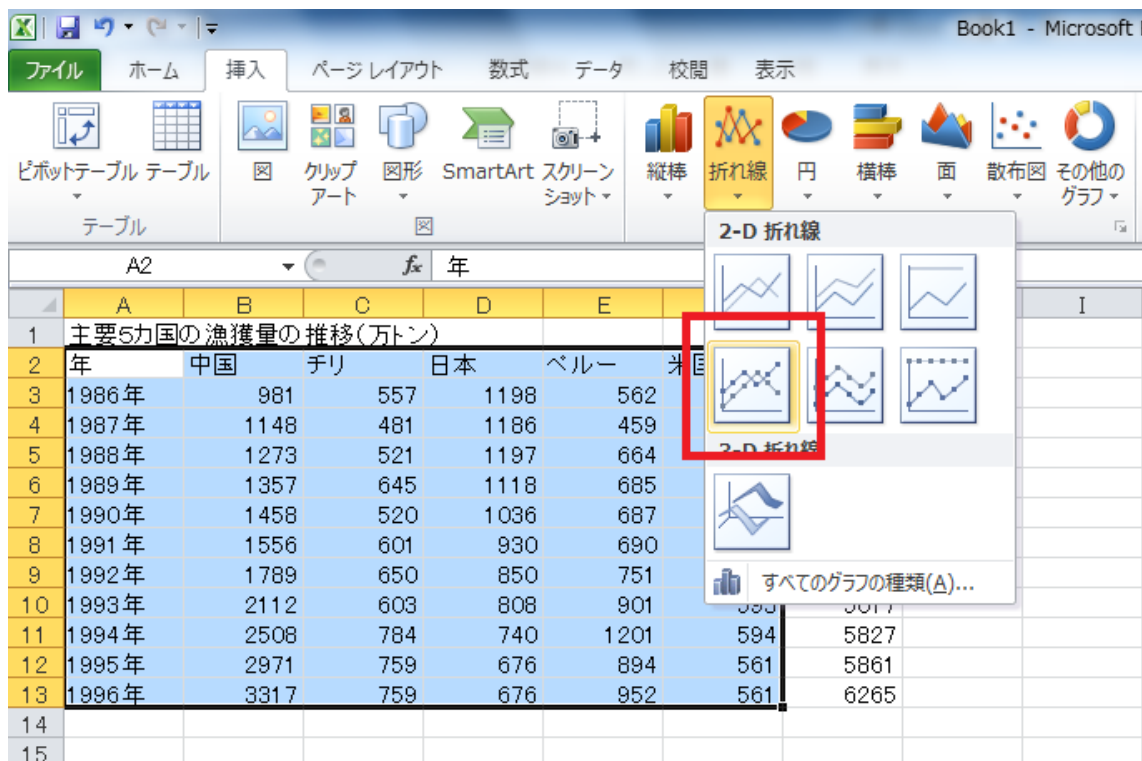 Book1 - Microsoft
ファイル ホーム 挿入 ページ レイアウト 数式 データ 校閲 表示
ピボットテーブル テーブル 図 クリップ アート 図形 SmartArt スクリーン ショット 縦棒 折れ線 円 横棒 面 散布図 その他の グラフ
テーブル 図
2-D 折れ線
A2 fx 年
A B C D E I
1 主要5カ国の漁獲量の推移(万トン)
2 年 中国 チリ 日本 ペルー 米国
3 1986年 981 557 1198 562
4 1987年 1148 481 1186 459
5 1988年 1273 521 1197 664
3-D 折れ線
6 1989年 1357 645 1118 685
7 1990年 1458 520 1036 687
8 1991年 1556 601 930 690
9 1992年 1789 650 850 751
すべてのグラフの種類(A)...
10 1993年 2112 603 808 901 593 5617
11 1994年 2508 784 740 1201 594 5827
12 1995年 2971 759 676 894 561 5861
13 1996年 3317 759 676 952 561 6265
14
15